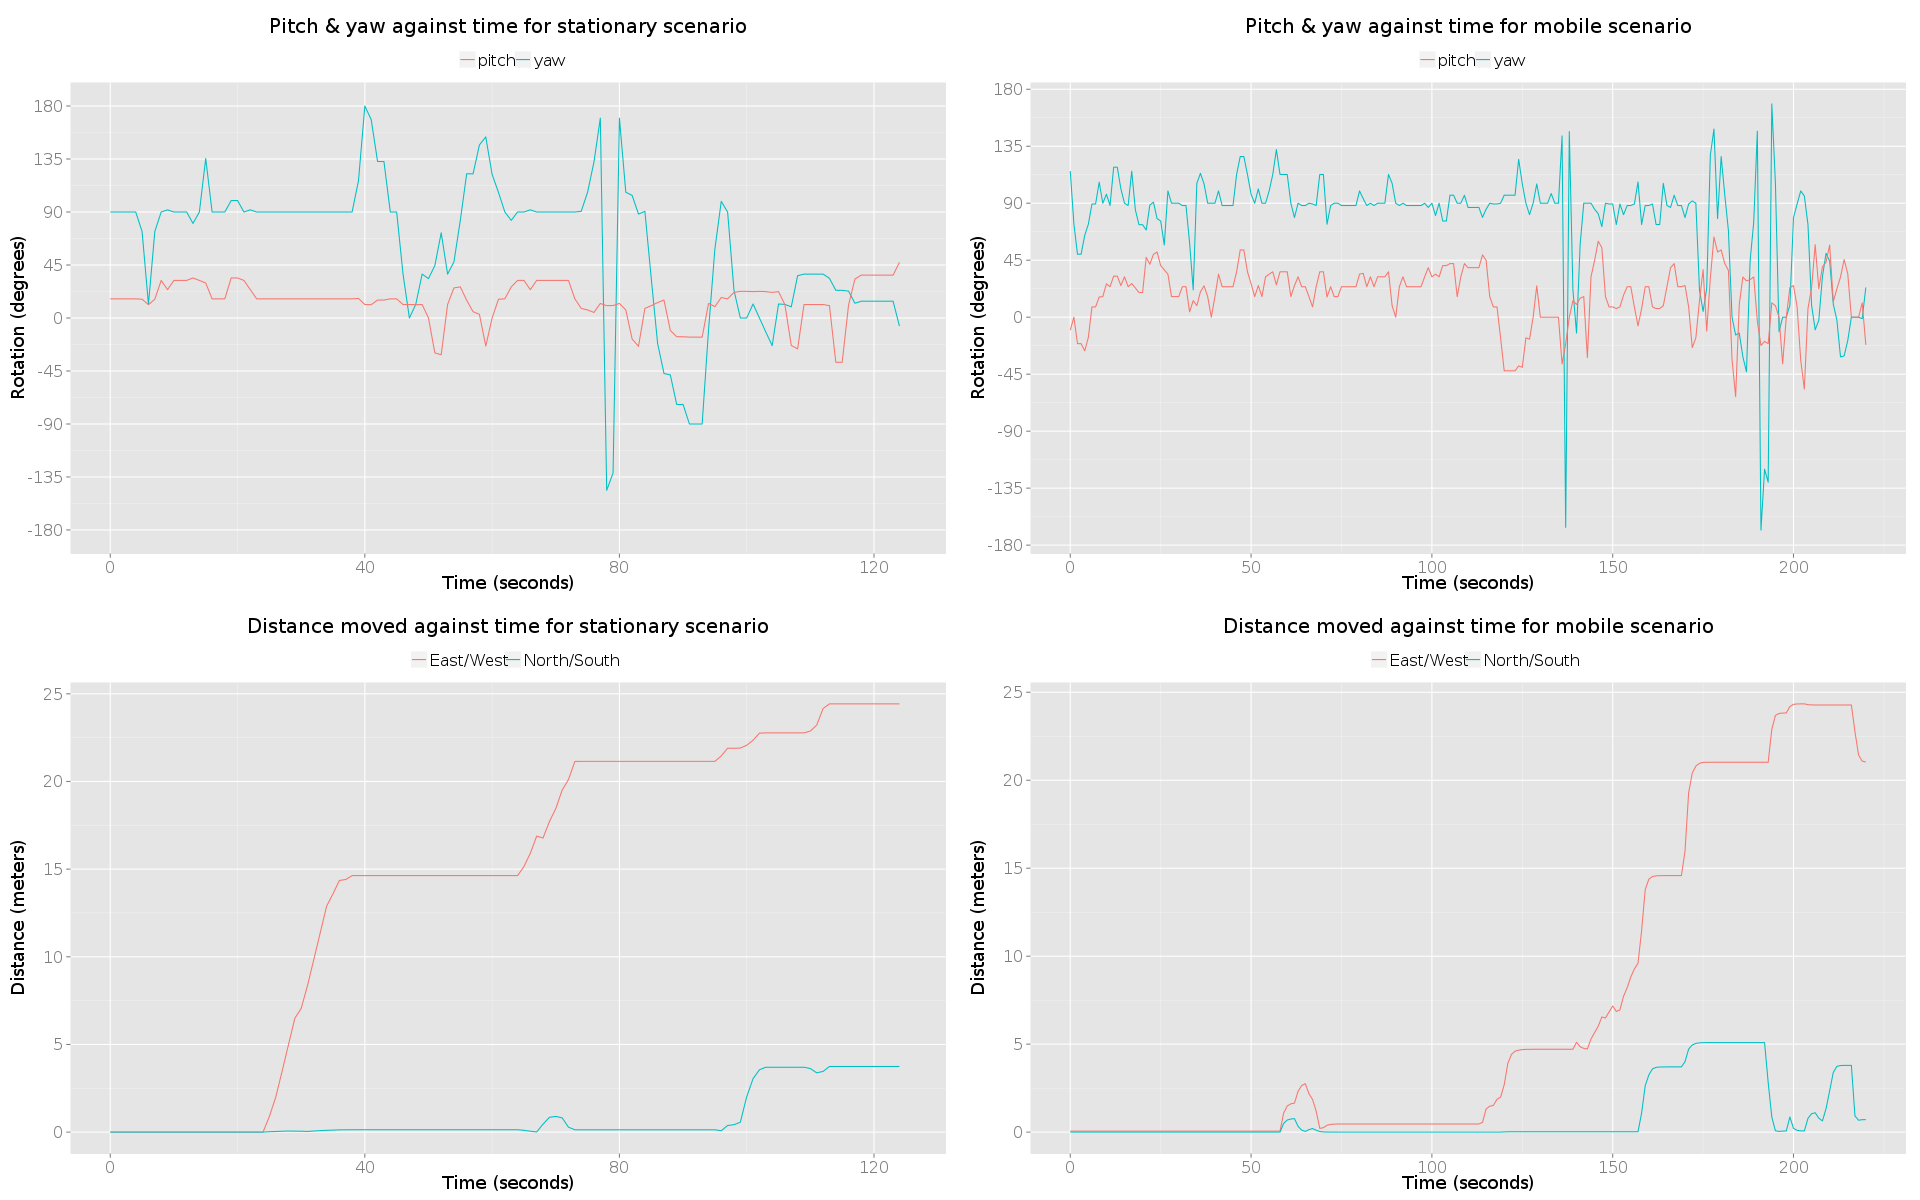 Pitch & yaw against time for stationary scenario
pitch yaw
Rotation (degrees)
180
135
90
45
0
-45
-90
-135
-180
0 40 80 120
Time (seconds)
Pitch & yaw against time for mobile scenario
pitch yaw
Rotation (degrees)
180
135
90
45
0
-45
-90
-135
-180
0 50 100 150 200
Time (seconds)
Distance moved against time for stationary scenario
East/West North/South
Distance (meters)
25
20
15
10
5
0
0 40 80 120
Time (seconds)
Distance moved against time for mobile scenario
East/West North/South
Distance (meters)
25
20
15
10
5
0
0 50 100 150 200
Time (seconds)